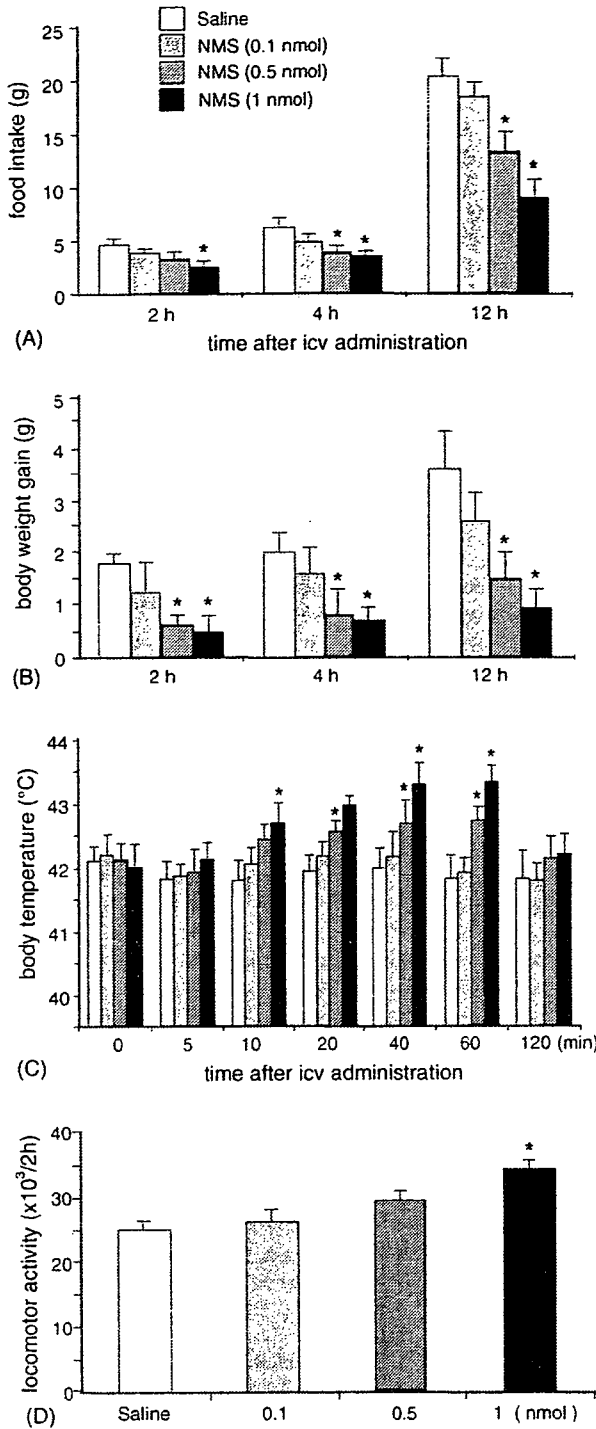 Saline
NMS (0.1 nmol)
NMS (0.5 nmol)
NMS (1 nmol)
food intake (g)
25
20
15
10
5
0
* * * * *
2 h 4 h 12 h
(A) time after icv administration
body weight gain (g)
5
4
3
2
1
0
* * * * * *
2 h 4 h 12 h
(B)
body temperature (°C)
44
43
42
41
40
* * * * * *
0 5 10 20 40 60 120 (min)
(C) time after icv administration
locomotor activity (x10³/2h)
40
30
20
10
0
*
Saline 0.1 0.5 1 ( nmol )
(D)